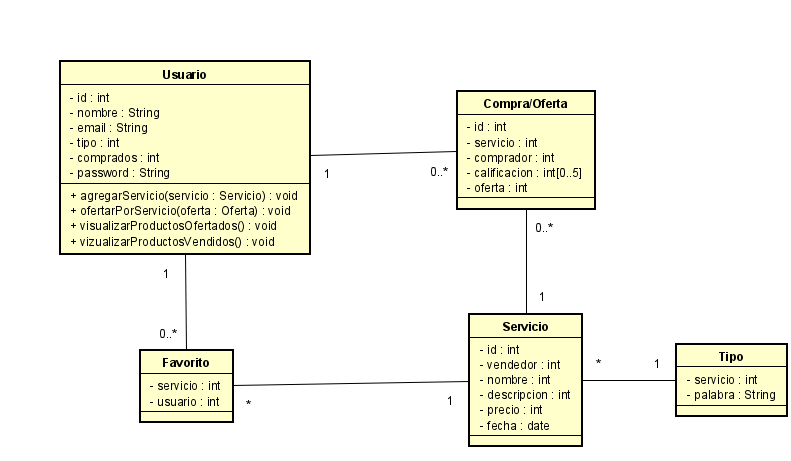 Usuario
- id : int
- nombre : String
- email : String
- tipo : int
- comprados : int
- password : String
+ agregarServicio(servicio : Servicio) : void
+ ofertarPorServicio(oferta : Oferta) : void
+ visualizarProductosOfertados() : void
+ vizualizarProductosVendidos() : void
Compra/Oferta
- id : int
- servicio : int
- comprador : int
- calificacion : int[0..5]
- oferta : int
1
0..*
0..*
1
1
0..*
Favorito
- servicio : int
- usuario : int
*
1
Servicio
- id : int
- vendedor : int
- nombre : int
- descripcion : int
- precio : int
- fecha : date
*
1
Tipo
- servicio : int
- palabra : String